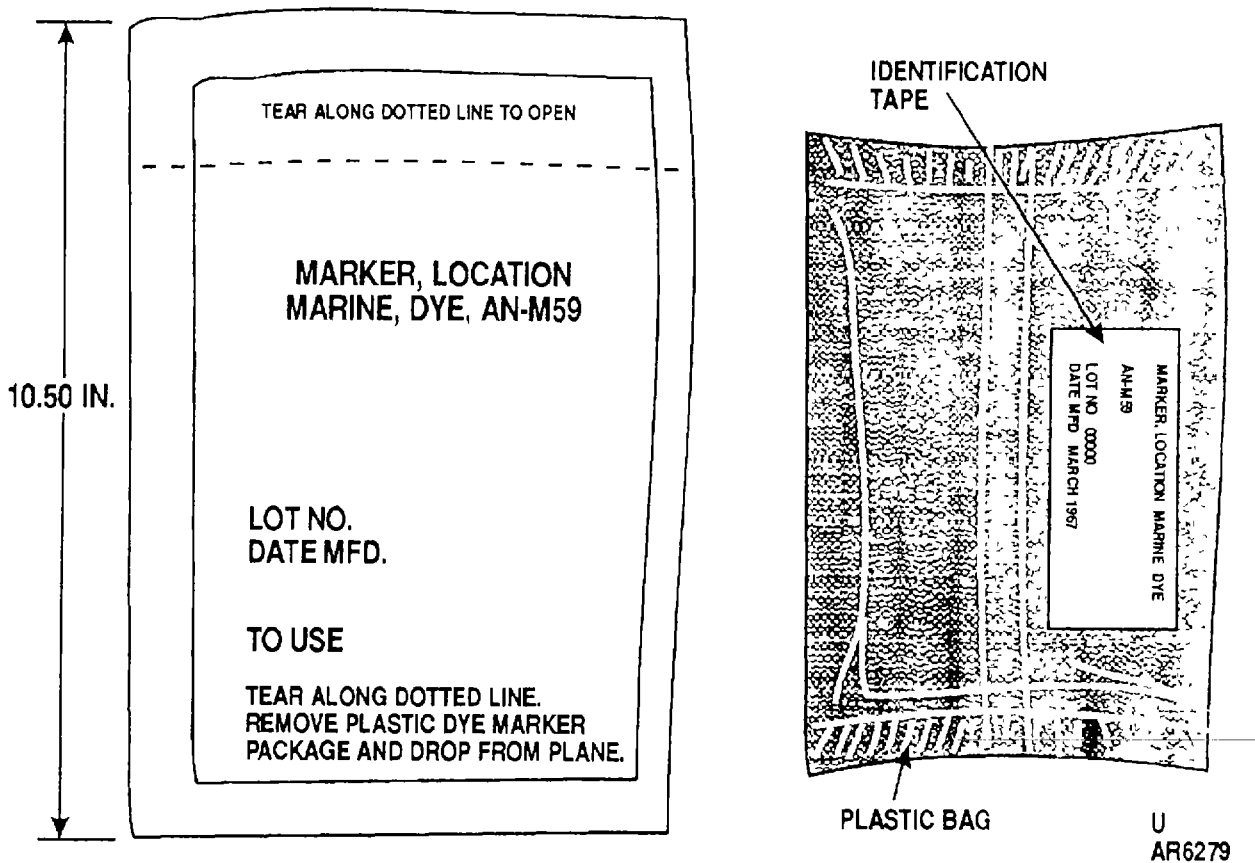 10.50 IN.
TEAR ALONG DOTTED LINE TO OPEN
MARKER, LOCATION
MARINE, DYE, AN-M59
LOT NO.
DATE MFD.
TO USE
TEAR ALONG DOTTED LINE.
REMOVE PLASTIC DYE MARKER
PACKAGE AND DROP FROM PLANE.
IDENTIFICATION
TAPE
MARKER, LOCATION MARINE DYE
AN-M59
LOT NO 00000
DATE MFD MARCH 1967
PLASTIC BAG
U
AR6279